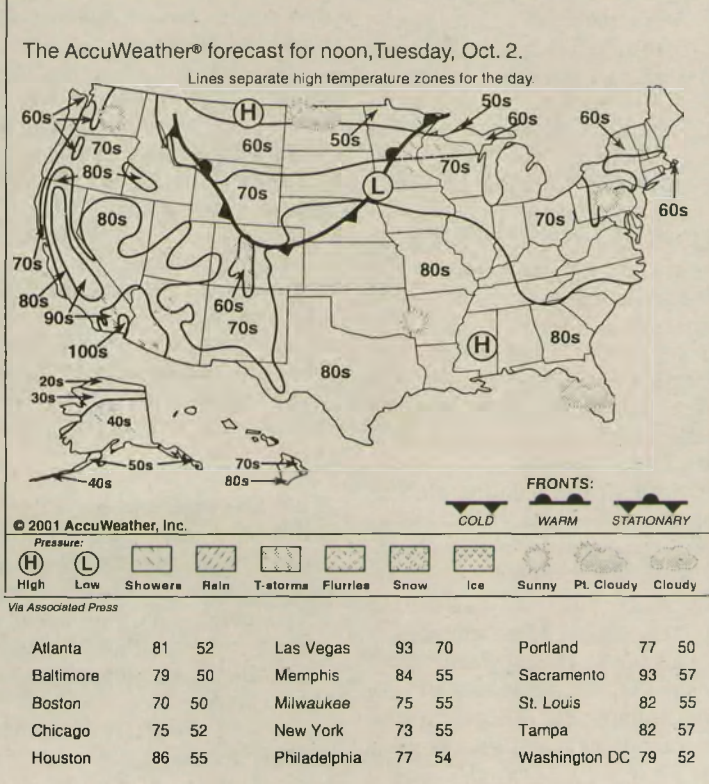 The AccuWeather® forecast for noon, Tuesday, Oct. 2.
Lines separate high temperature zones for the day.
60s
H
60s
50s
50s
60s
60s
70s
80s
70s
70s
L
60s
80s
70s
70s
80s
80s
90s
100s
60s
70s
80s
H
80s
80s
20s
30s
40s
50s
40s
70s
80s
FRONTS:
COLD WARM STATIONARY
© 2001 AccuWeather, Inc.
Pressure:
H L
High Low Showers Rain T-storms Flurries Snow Ice Sunny Pt. Cloudy Cloudy
Via Associated Press
Atlanta 81 52 Las Vegas 93 70 Portland 77 50
Baltimore 79 50 Memphis 84 55 Sacramento 93 57
Boston 70 50 Milwaukee 75 55 St. Louis 82 55
Chicago 75 52 New York 73 55 Tampa 82 57
Houston 86 55 Philadelphia 77 54 Washington DC 79 52